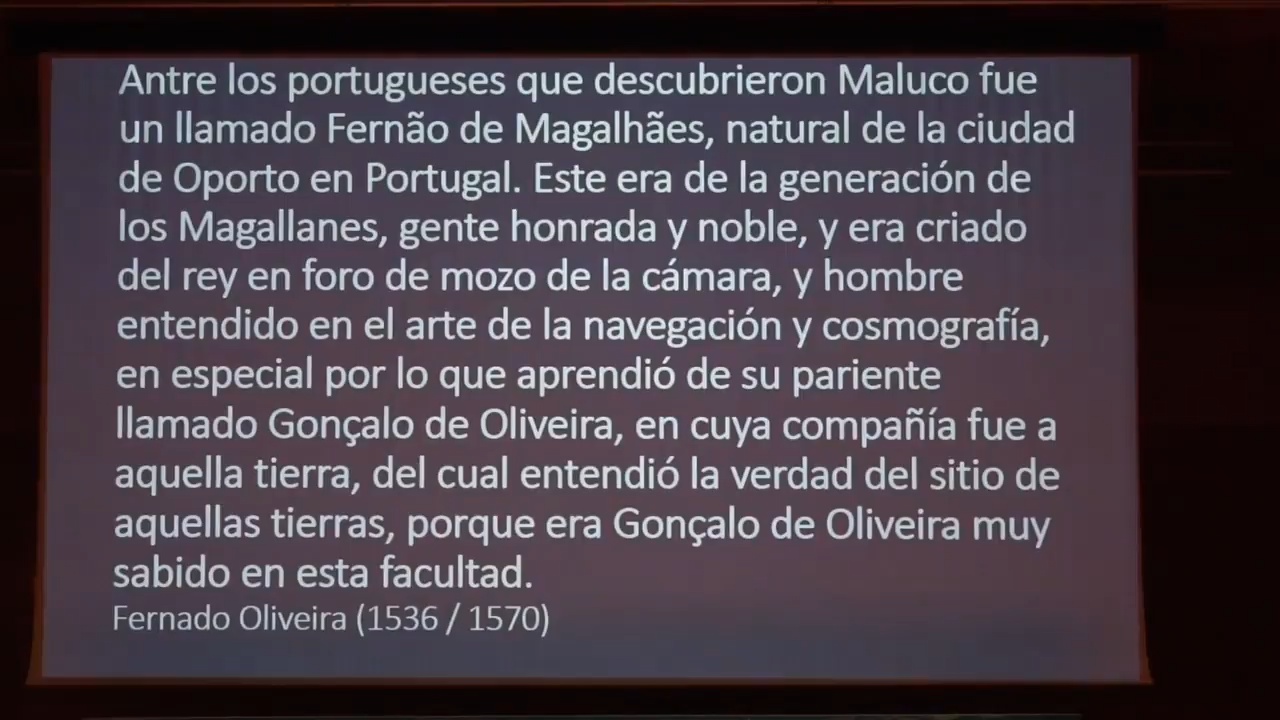 Antre los portugueses que descubrieron Maluco fue
un llamado Fernão de Magalhães, natural de la ciudad
de Oporto en Portugal. Este era de la generación de
los Magallanes, gente honrada y noble, y era criado
del rey en foro de mozo de la cámara, y hombre
entendido en el arte de la navegación y cosmografía,
en especial por lo que aprendió de su pariente
llamado Gonçalo de Oliveira, en cuya compañía fue a
aquella tierra, del cual entendió la verdad del sitio de
aquellas tierras, porque era Gonçalo de Oliveira muy
sabido en esta facultad.
Fernado Oliveira (1536 / 1570)